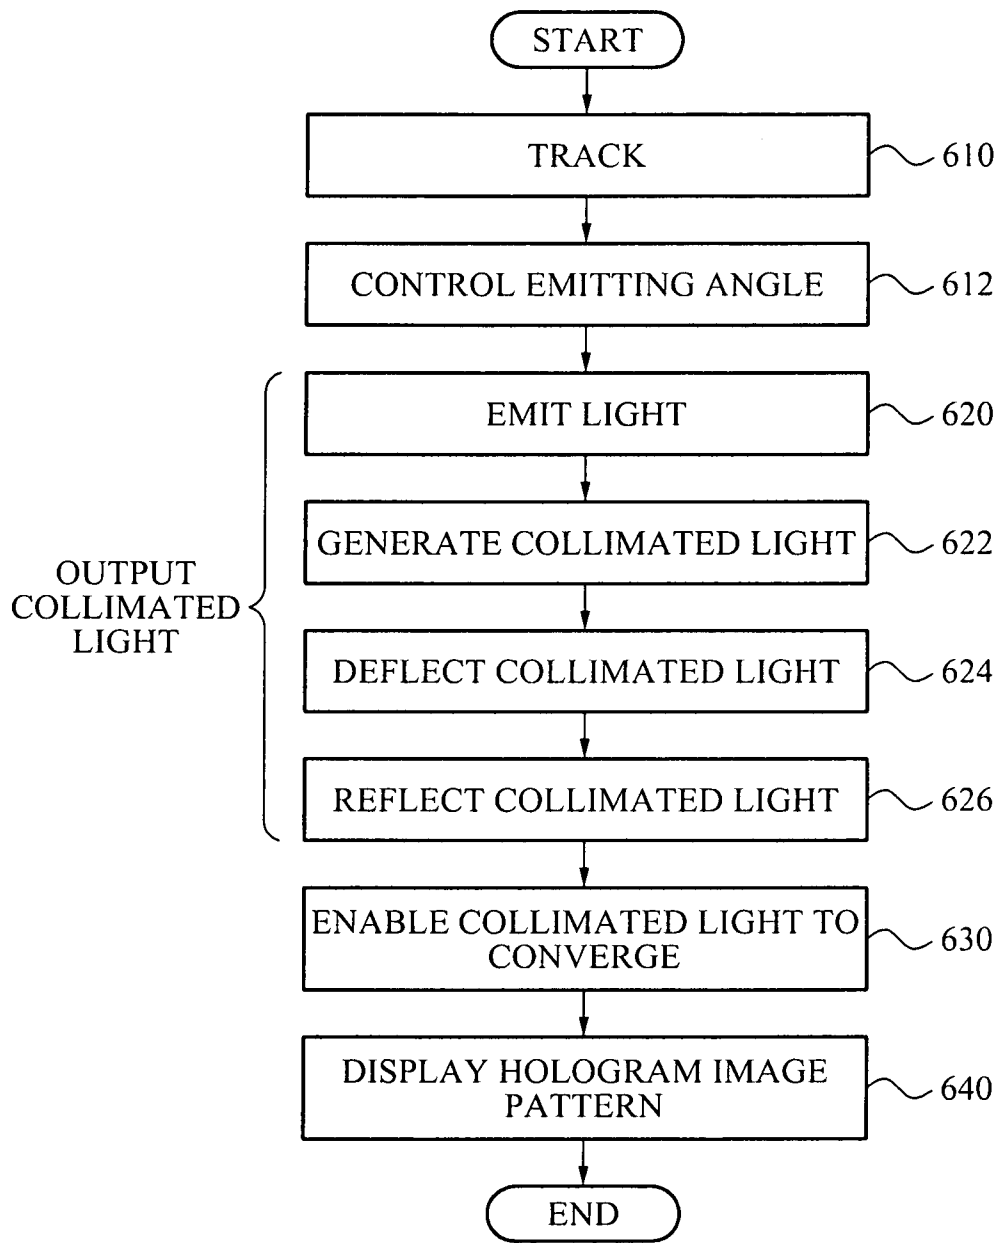 START
TRACK
610
CONTROL EMITTING ANGLE
612
EMIT LIGHT
620
GENERATE COLLIMATED LIGHT
622
OUTPUT
COLLIMATED
LIGHT
DEFLECT COLLIMATED LIGHT
624
REFLECT COLLIMATED LIGHT
626
ENABLE COLLIMATED LIGHT TO
CONVERGE
630
DISPLAY HOLOGRAM IMAGE
PATTERN
640
END